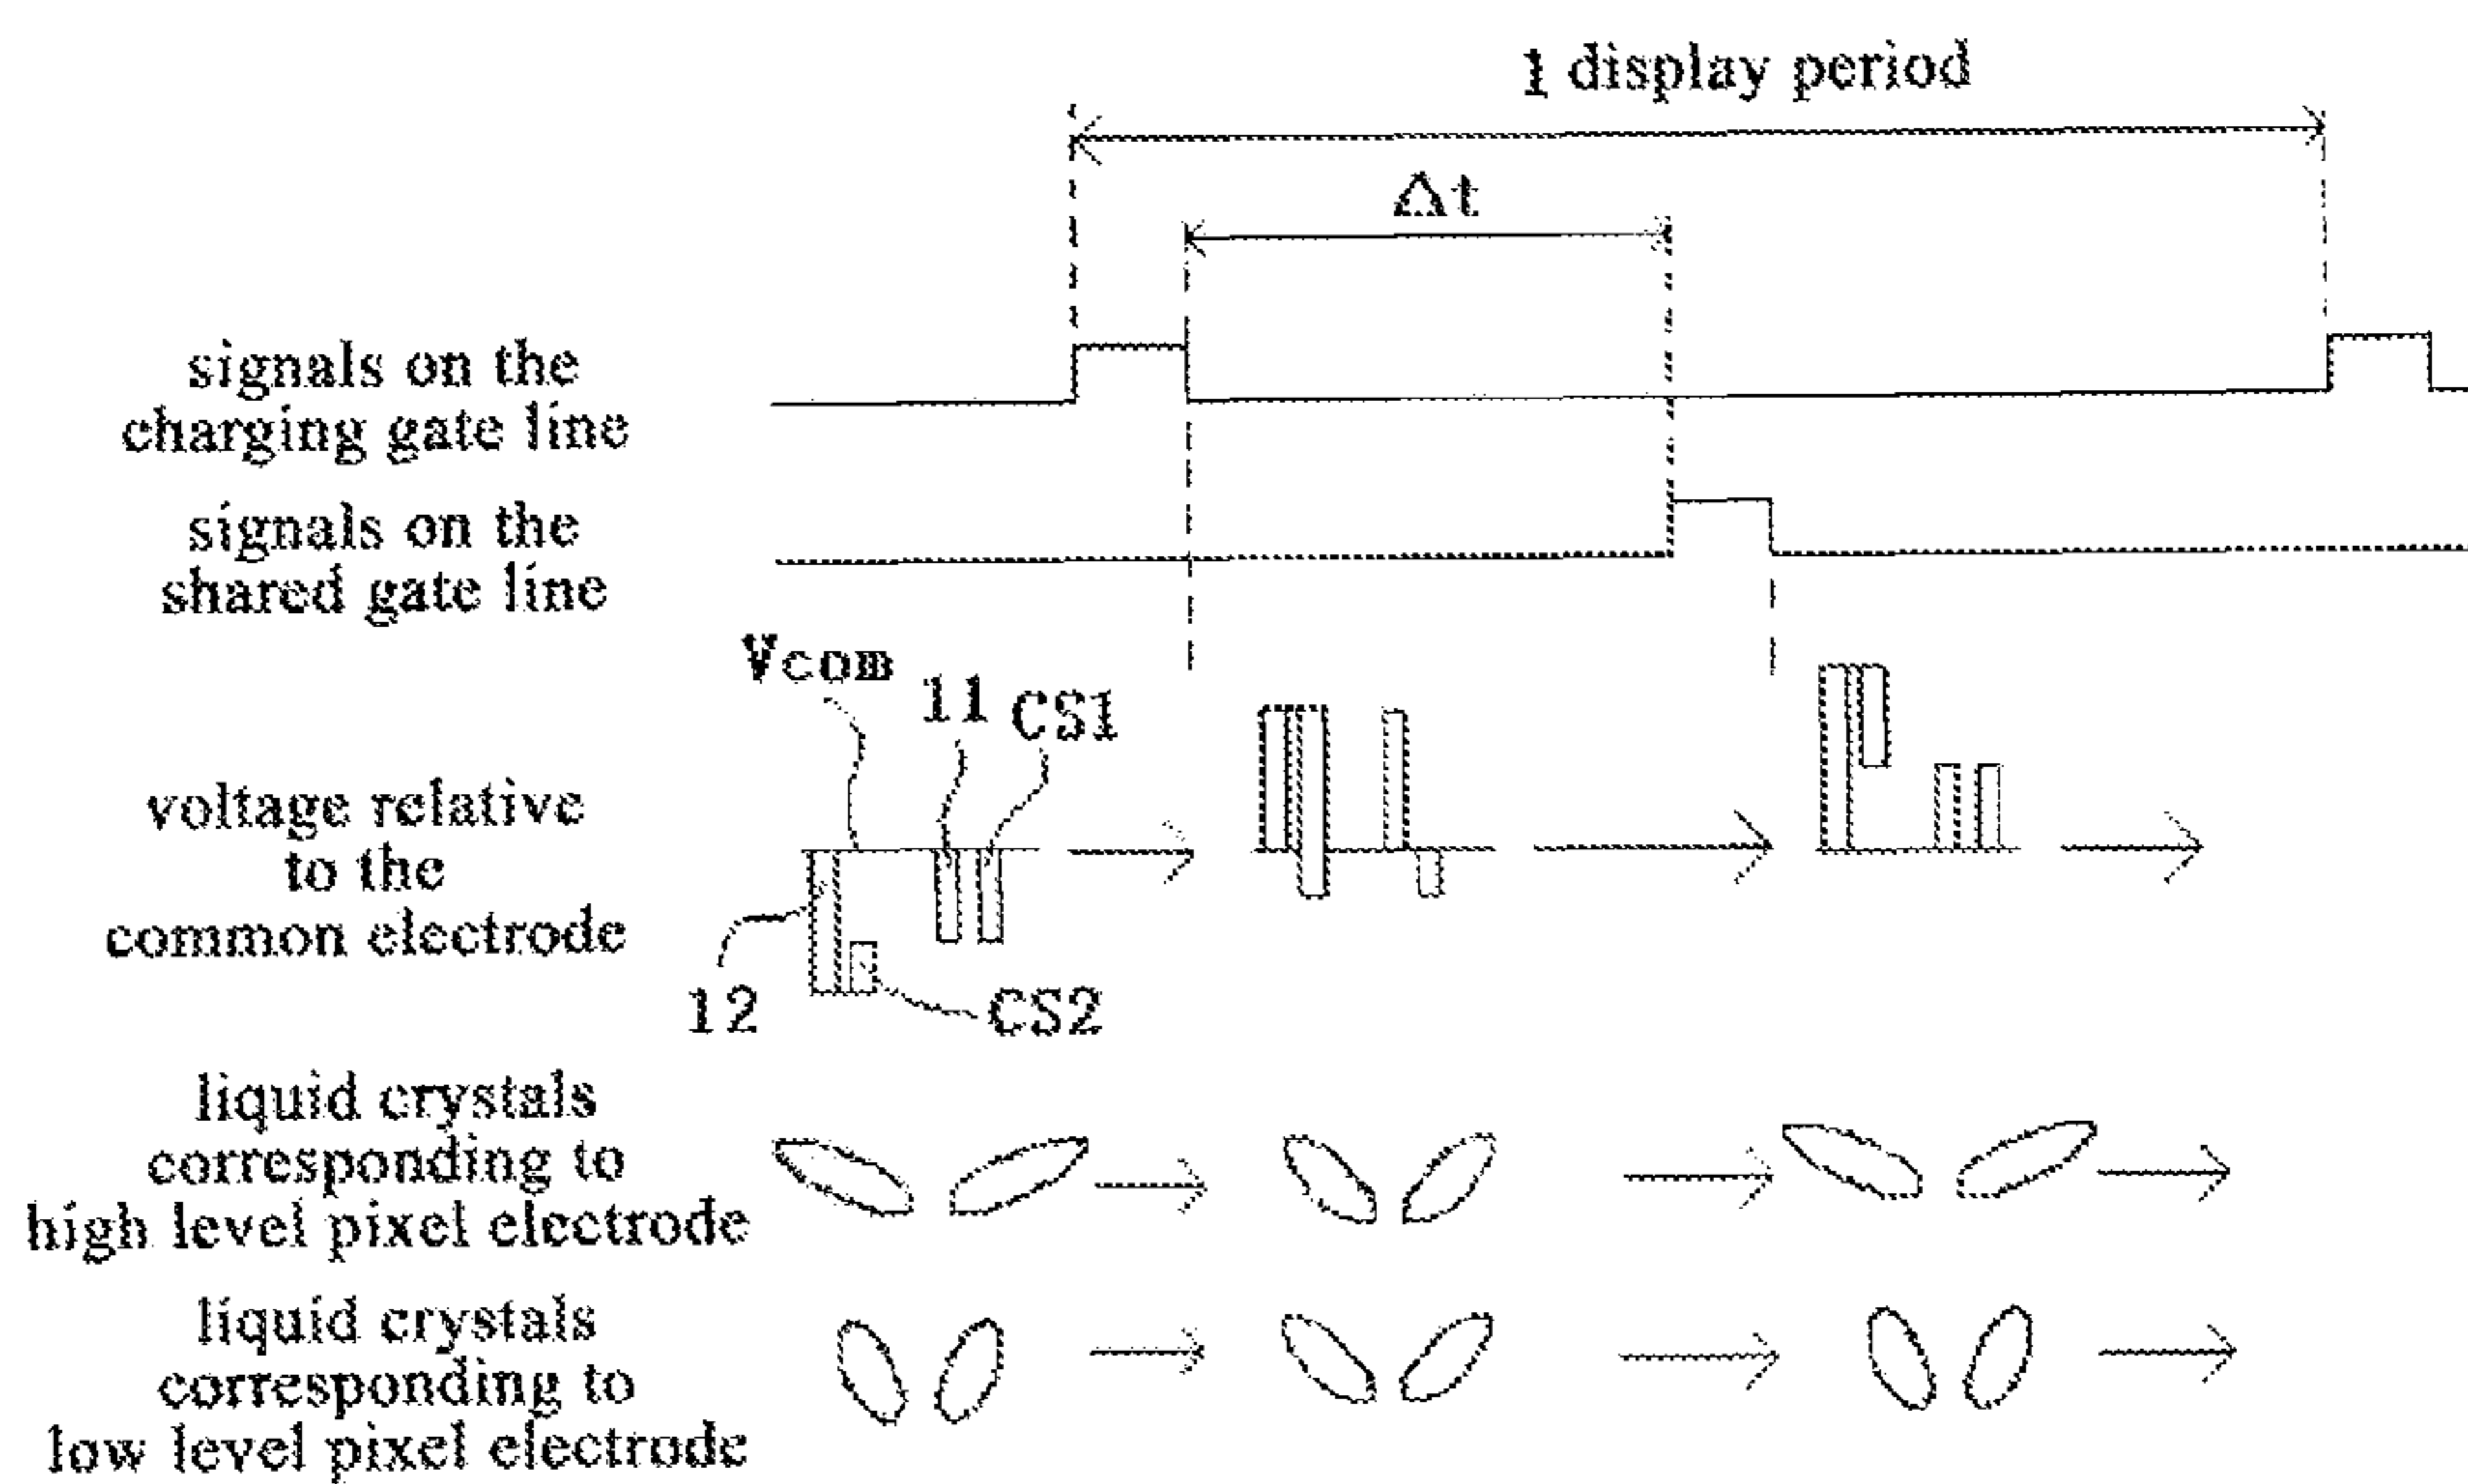 1 display period
Δt
signals on the
charging gate line
signals on the
shared gate line
Vcom
11
CS1
voltage relative
to the
common electrode
12
CS2
liquid crystals
corresponding to
high level pixel electrode
liquid crystals
corresponding to
low level pixel electrode